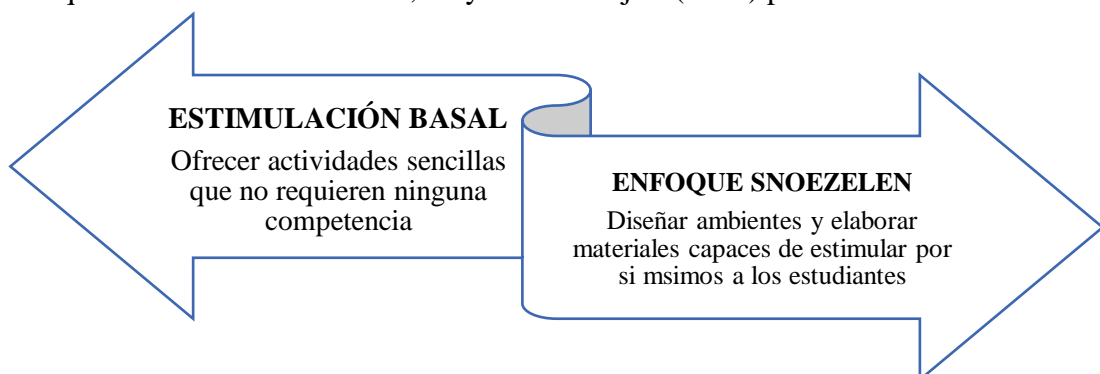 ESTIMULACIÓN BASAL
Ofrecer actividades sencillas
que no requieren ninguna
competencia
ENFOQUE SNOEZELEN
Diseñar ambientes y elaborar
materiales capaces de estimular por
si msimos a los estudiantes